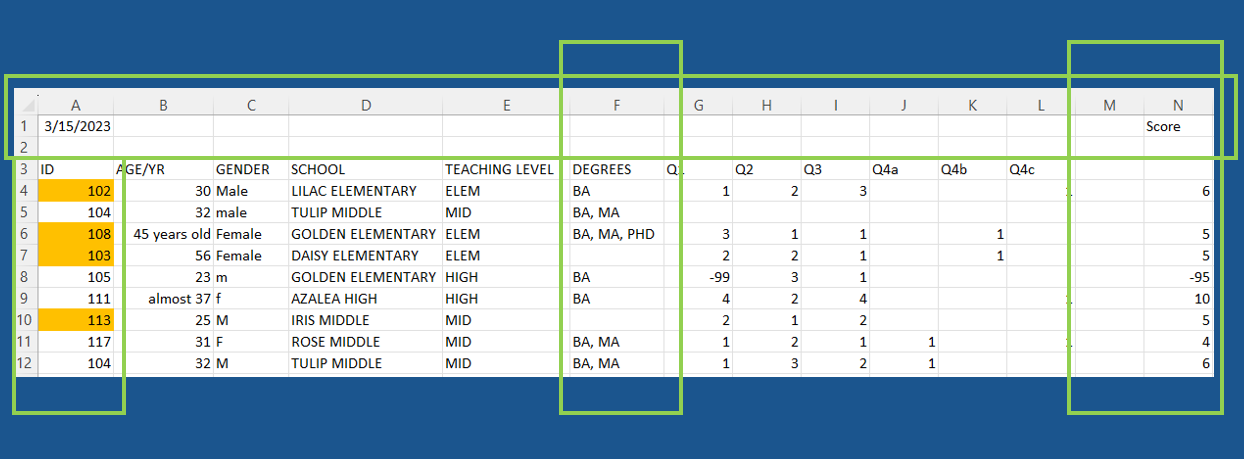 A B C D E F G H I J K L M N
1 3/15/2023 Score
2
3 ID AGE/YR GENDER SCHOOL TEACHING LEVEL DEGREES Q1 Q2 Q3 Q4a Q4b Q4c
4 102 30 Male LILAC ELEMENTARY ELEM BA 1 2 3 1 6
5 104 32 male TULIP MIDDLE MID BA, MA
6 108 45 years old Female GOLDEN ELEMENTARY ELEM BA, MA, PHD 3 1 1 1 5
7 103 56 Female DAISY ELEMENTARY ELEM 2 2 1 1 5
8 105 23 m GOLDEN ELEMENTARY HIGH BA -99 3 1 -95
9 111 almost 37 f AZALEA HIGH HIGH BA 4 2 4 1 10
10 113 25 M IRIS MIDDLE MID 2 1 2 5
11 117 31 F ROSE MIDDLE MID BA, MA 1 2 1 1 1 4
12 104 32 M TULIP MIDDLE MID BA, MA 1 3 2 1 6